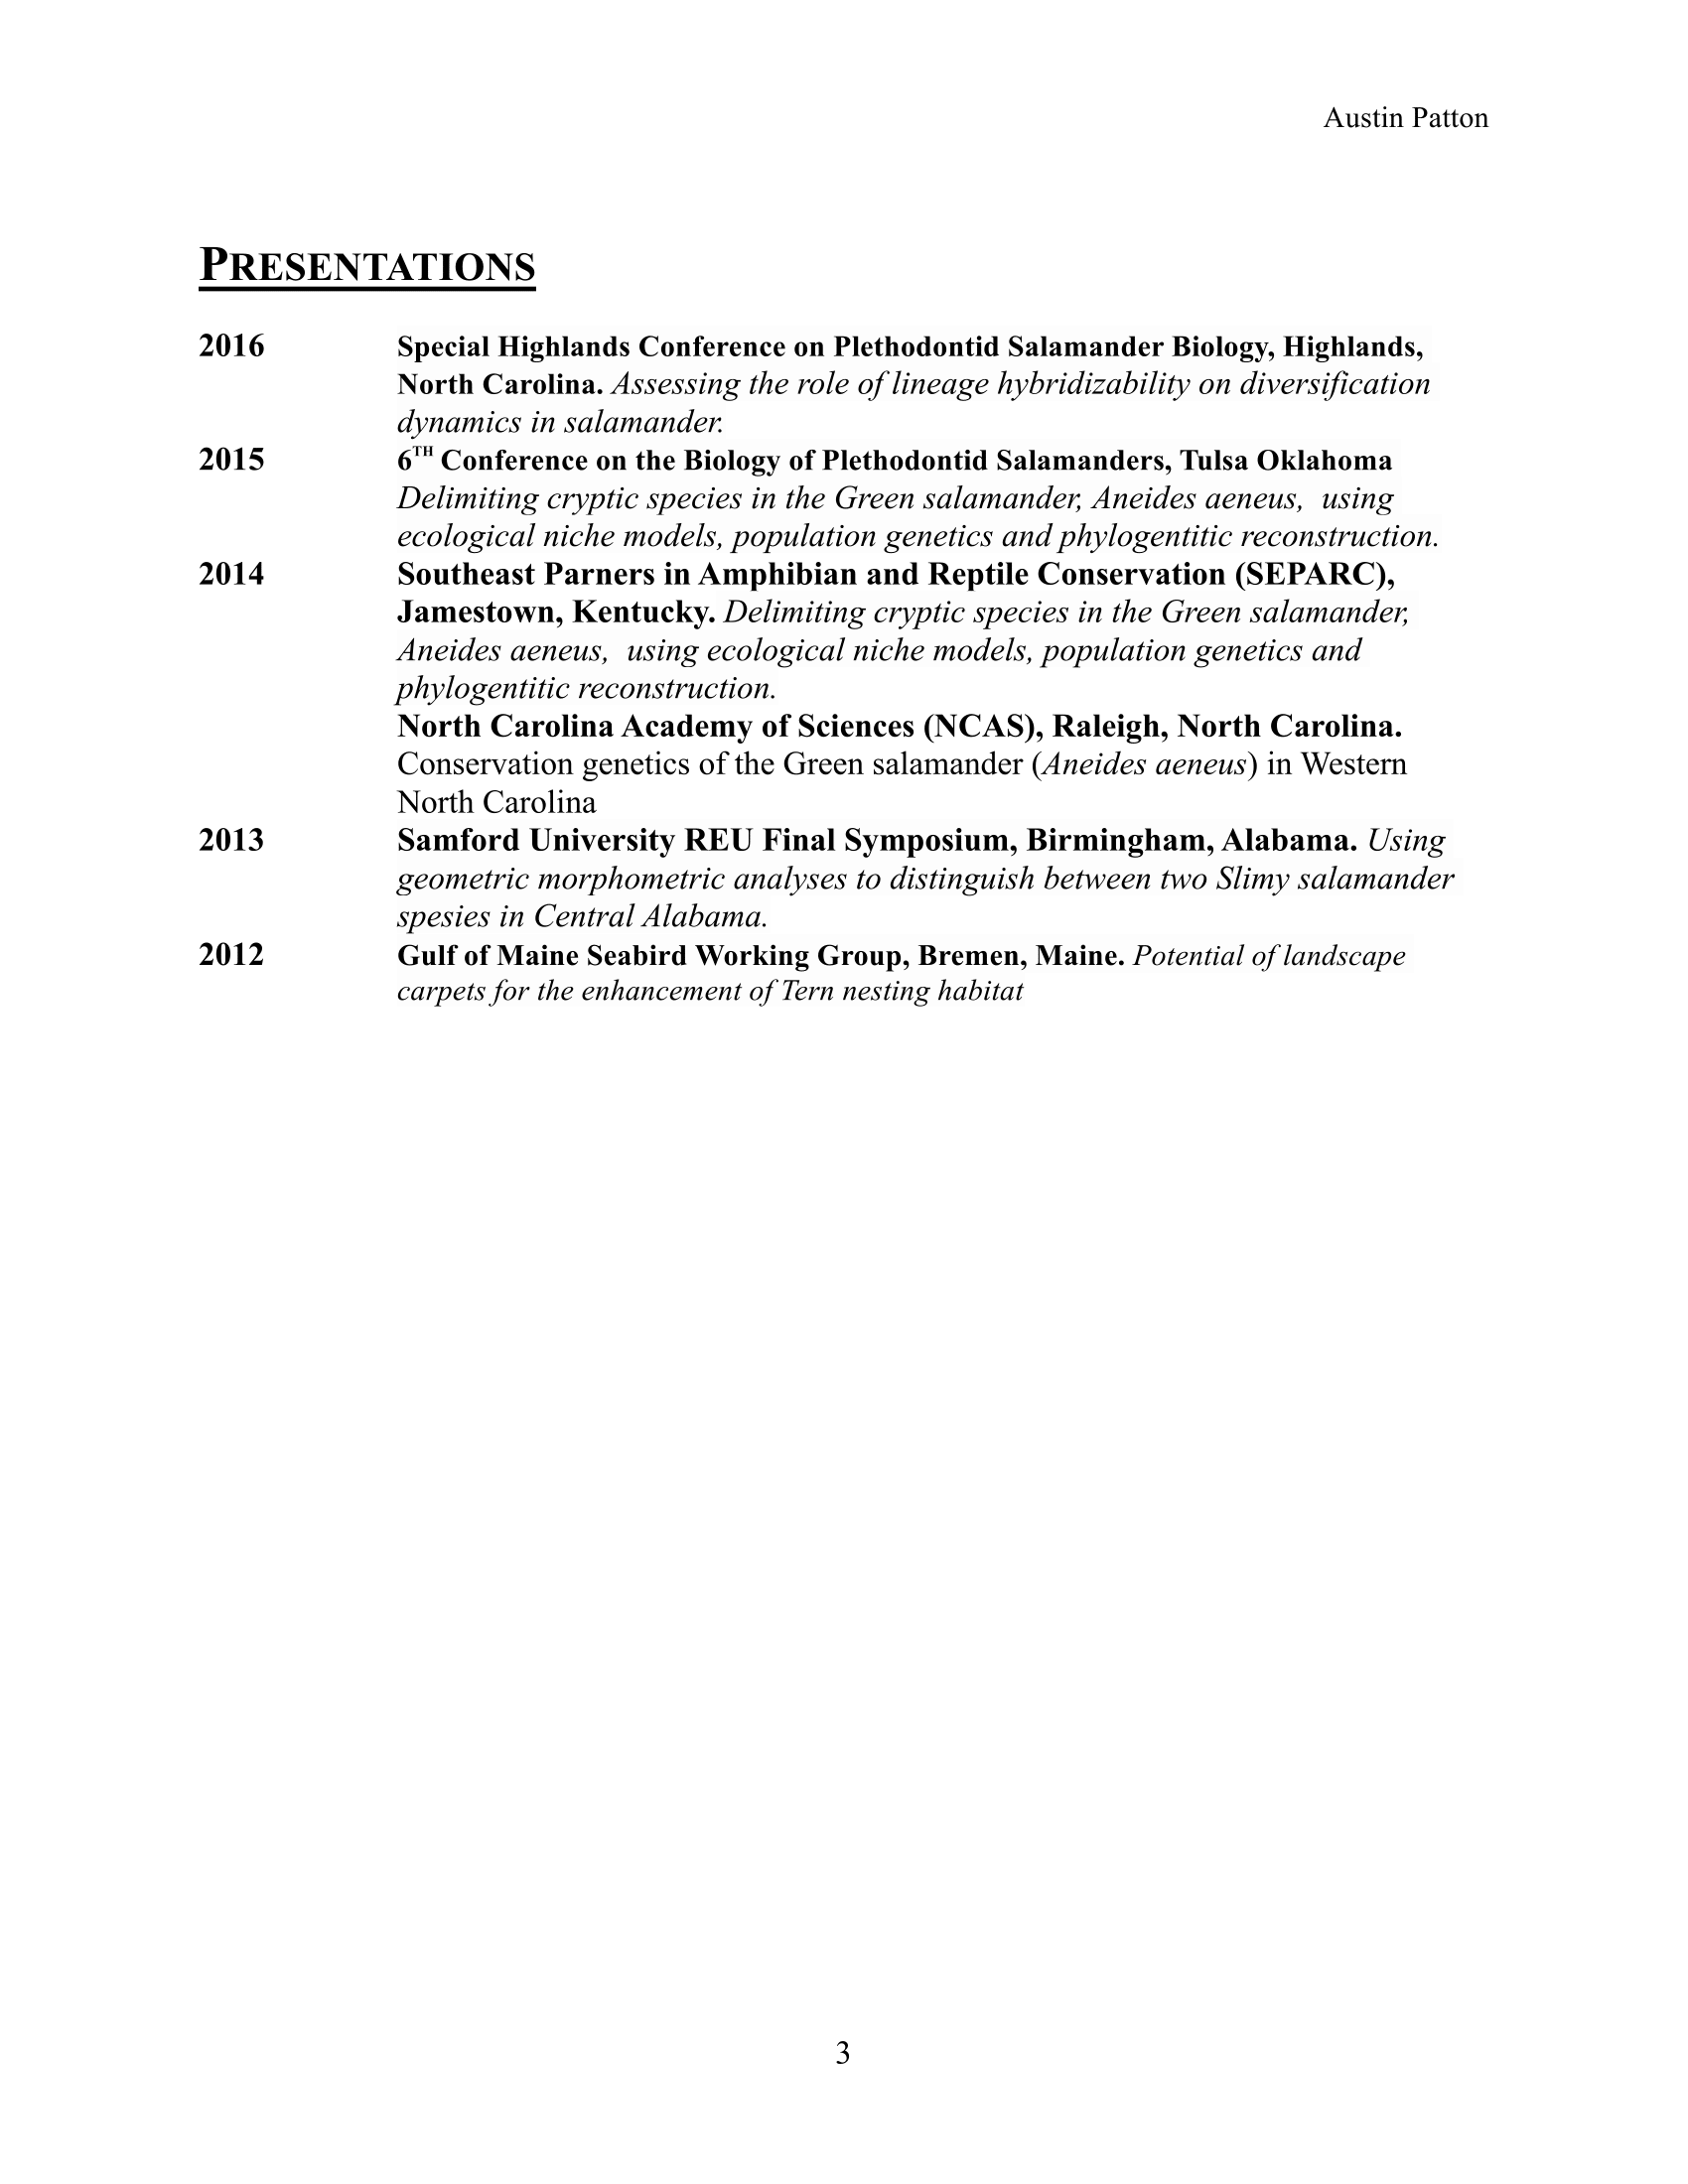 Austin Patton
PRESENTATIONS
2016 Special Highlands Conference on Plethodontid Salamander Biology, Highlands,
North Carolina. Assessing the role of lineage hybridizability on diversification
dynamics in salamander.
2015 6TH Conference on the Biology of Plethodontid Salamanders, Tulsa Oklahoma
Delimiting cryptic species in the Green salamander, Aneides aeneus,  using
ecological niche models, population genetics and phylogentitic reconstruction.
2014 Southeast Parners in Amphibian and Reptile Conservation (SEPARC),
Jamestown, Kentucky. Delimiting cryptic species in the Green salamander,
Aneides aeneus,  using ecological niche models, population genetics and
phylogentitic reconstruction.
North Carolina Academy of Sciences (NCAS), Raleigh, North Carolina.
Conservation genetics of the Green salamander (Aneides aeneus) in Western
North Carolina
2013 Samford University REU Final Symposium, Birmingham, Alabama. Using
geometric morphometric analyses to distinguish between two Slimy salamander
spesies in Central Alabama.
2012 Gulf of Maine Seabird Working Group, Bremen, Maine. Potential of landscape
carpets for the enhancement of Tern nesting habitat
3